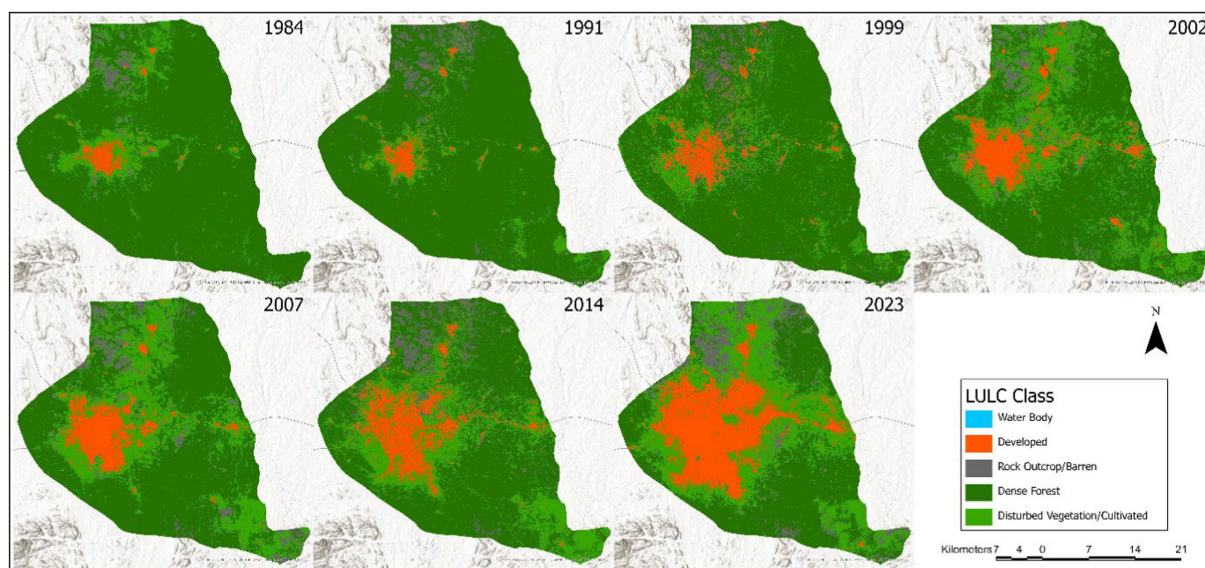 1984
1991
1999
2002
2007
2014
2023
N
LULC Class
Water Body
Developed
Rock Outcrop/Barren
Dense Forest
Disturbed Vegetation/Cultivated
Kilometers
7 4 0 7 14 21